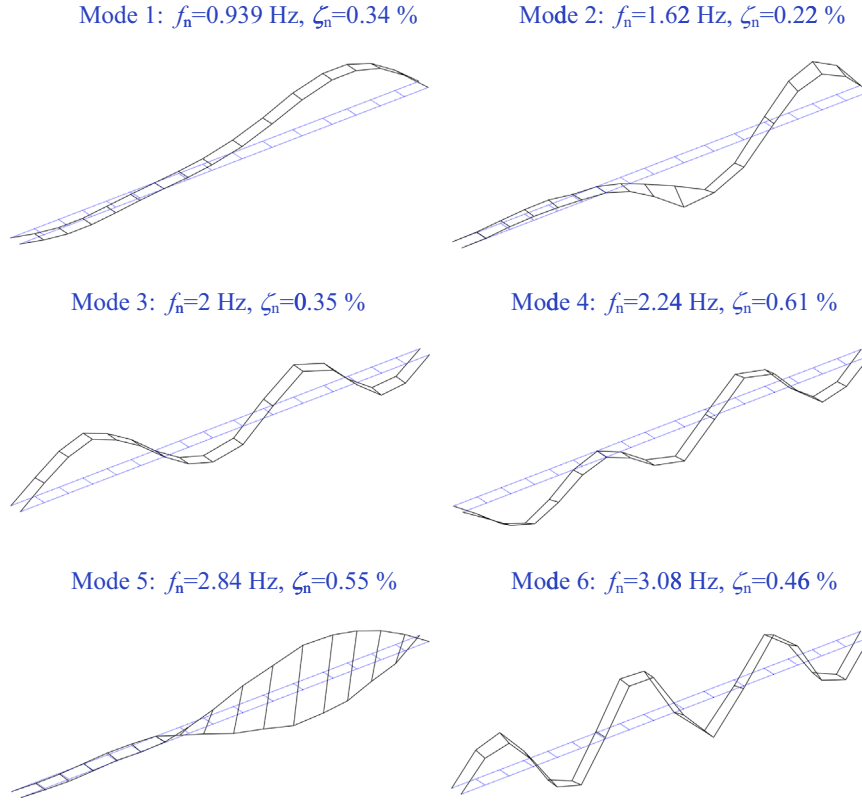 Mode 1: fn=0.939 Hz, ζn=0.34 %
Mode 2: fn=1.62 Hz, ζn=0.22 %
Mode 3: fn=2 Hz, ζn=0.35 %
Mode 4: fn=2.24 Hz, ζn=0.61 %
Mode 5: fn=2.84 Hz, ζn=0.55 %
Mode 6: fn=3.08 Hz, ζn=0.46 %